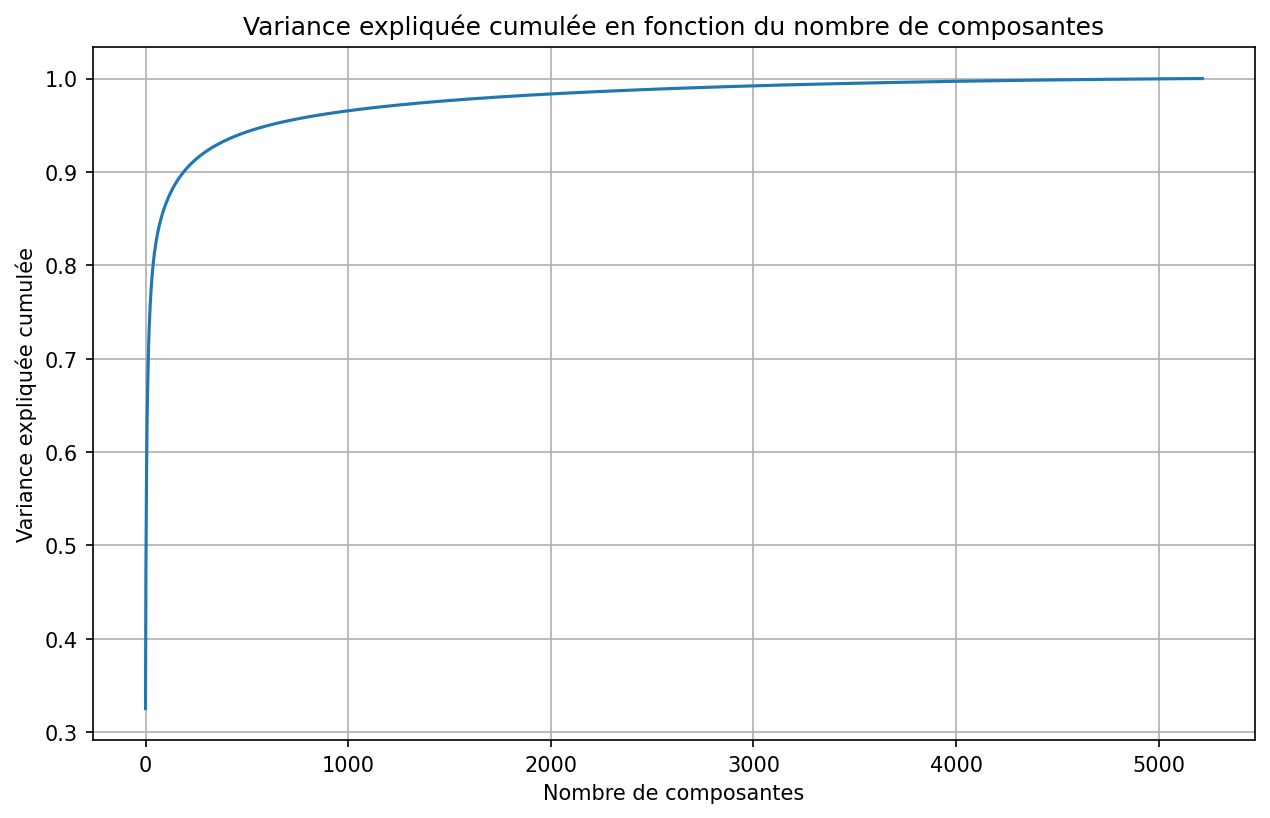 Variance expliquée cumulée en fonction du nombre de composantes
Variance expliquée cumulée
1.0
0.9
0.8
0.7
0.6
0.5
0.4
0.3
0 1000 2000 3000 4000 5000
Nombre de composantes